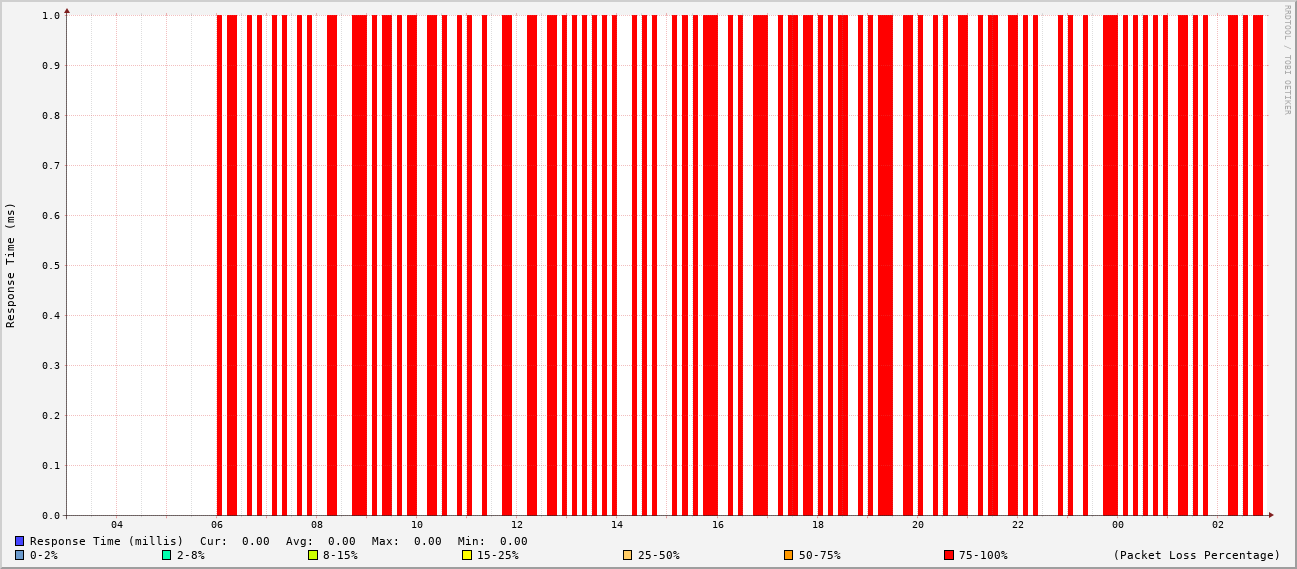 RRDTOOL / TOBI OETIKER
Response Time (ms)
1.0
0.9
0.8
0.7
0.6
0.5
0.4
0.3
0.2
0.1
0.0
04 06 08 10 12 14 16 18 20 22 00 02
Response Time (millis) Cur: 0.00 Avg: 0.00 Max: 0.00 Min: 0.00
0-2% 2-8% 8-15% 15-25% 25-50% 50-75% 75-100% (Packet Loss Percentage)